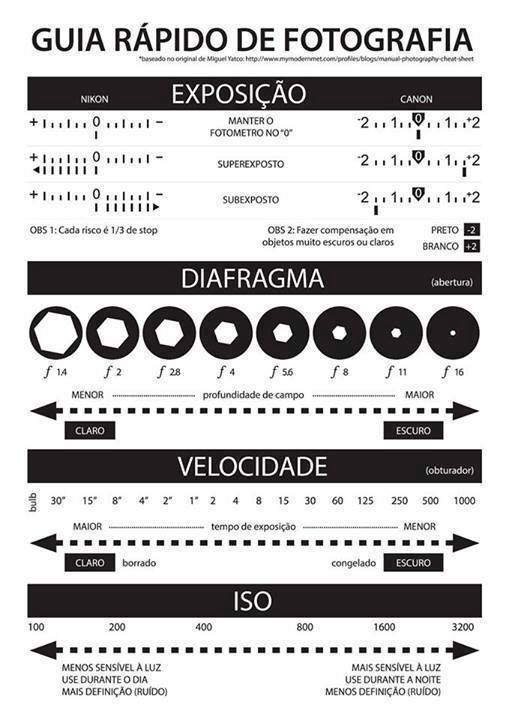 GUIA RÁPIDO DE FOTOGRAFIA
*baseado no original de Miguel Yatco: http://www.mymodernmet.com/profiles/blogs/manual-photography-cheat-sheet
NIKON EXPOSIÇÃO CANON
+ 0 - MANTER O FOTOMETRO NO "0" -2 1 0 1 +2
+ 0 - SUPEREXPOSTO -2 1 0 1 +2
+ 0 - SUBEXPOSTO -2 1 0 1 +2
OBS 1: Cada risco é 1/3 de stop
OBS 2: Fazer compensação em
objetos muito escuros ou claros
PRETO -2
BRANCO +2
DIAFRAGMA (abertura)
f 1.4 f 2 f 2.8 f 4 f 5.6 f 8 f 11 f 16
MENOR profundidade de campo MAIOR
CLARO ESCURO
VELOCIDADE (obturador)
bulb 30” 15” 8” 4” 2” 1” 2 4 8 15 30 60 125 250 500 1000
MAIOR tempo de exposição MENOR
CLARO borrado congelado ESCURO
ISO
100 200 400 800 1600 3200
MENOS SENSÍVEL À LUZ
USE DURANTE O DIA
MAIS DEFINIÇÃO (RUÍDO)
MAIS SENSÍVEL À LUZ
USE DURANTE A NOITE
MENOS DEFINIÇÃO (RUÍDO)